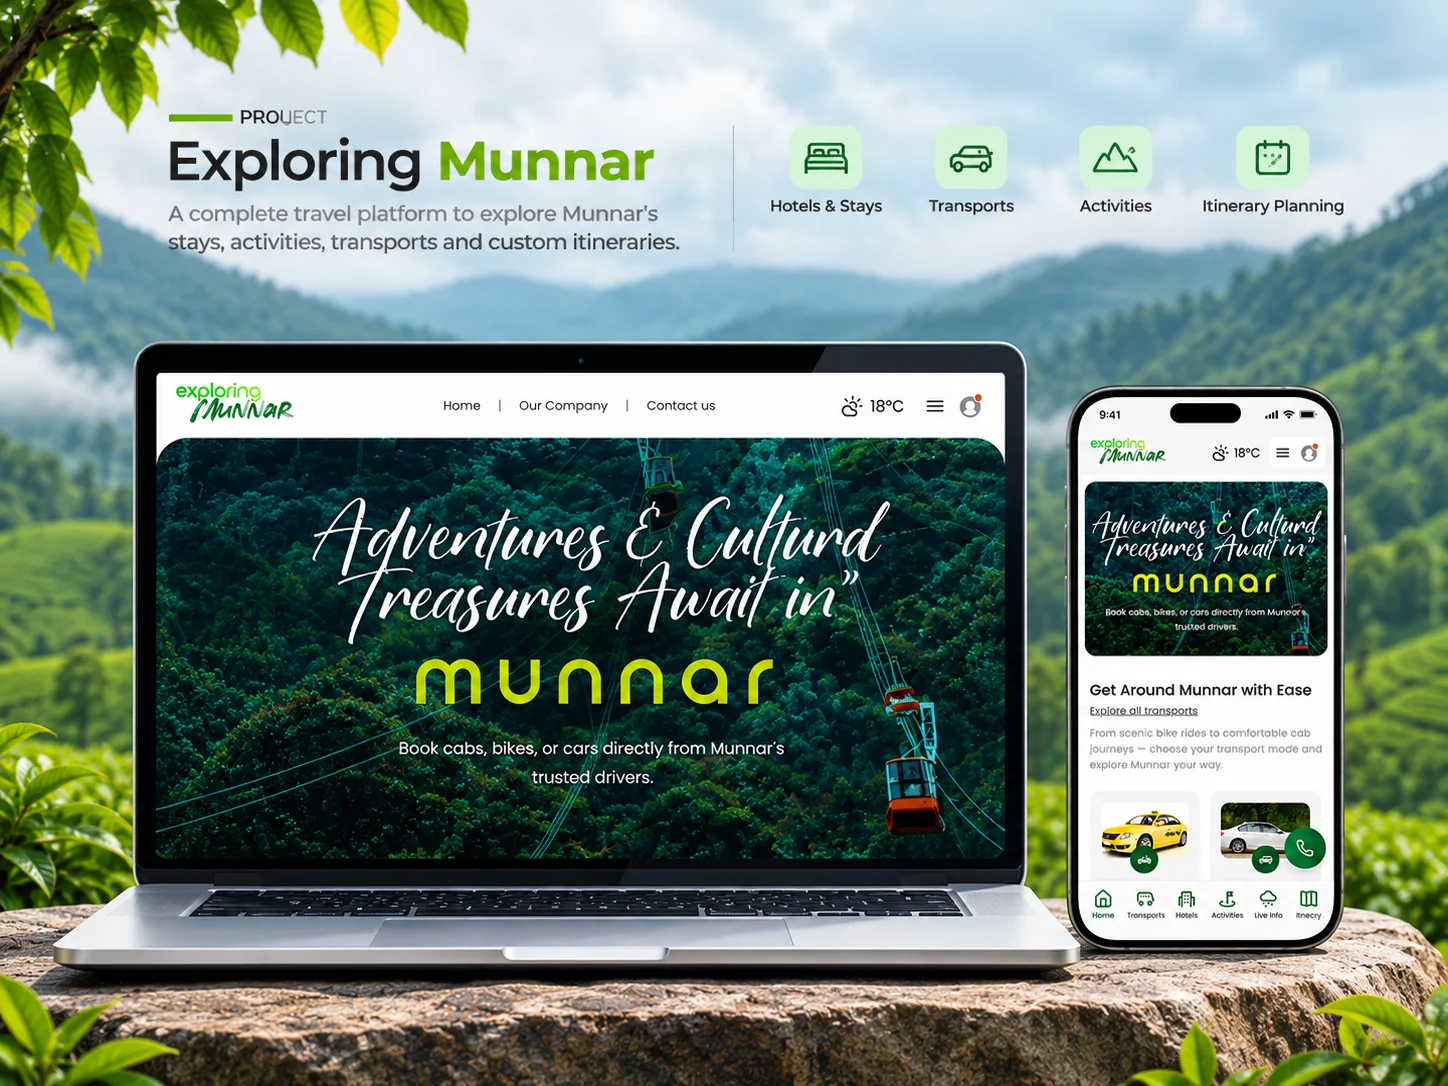 PROJECT
Exploring Munnar
A complete travel platform to explore Munnar's
stays, activities, transports and custom itineraries.
Hotels & Stays
Transports
Activities
Itinerary Planning
exploring
MUNNAR
Home | Our Company | Contact us
18°C
Adventures & Culturd
Treasures Await in”
munnar
Book cabs, bikes, or cars directly from Munnar's
trusted drivers.
9:41
exploring
MUNNAR
18°C
Adventures & Culturd
Treasures Await in”
munnar
Book cabs, bikes, or cars directly from Munnar's
trusted drivers.
Get Around Munnar with Ease
Explore all transports
From scenic bike rides to comfortable cab
journeys — choose your transport mode and
explore Munnar your way.
Home
Transports
Hotels
Activities
Live info
Itnecry